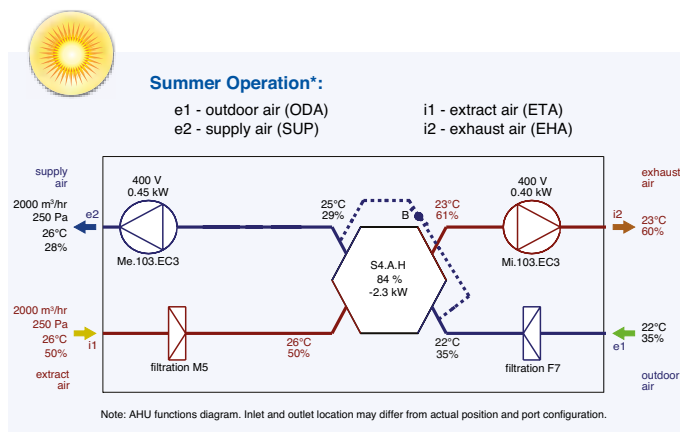 Summer Operation*:
e1 - outdoor air (ODA)
i1 - extract air (ETA)
e2 - supply air (SUP)
i2 - exhaust air (EHA)
supply
air
2000 m³/hr
250 Pa
26°C
28%
e2
400 V
0.45 kW
Me.103.EC3
25°C
29%
B
23°C
61%
400 V
0.40 kW
Mi.103.EC3
exhaust
air
i2
23°C
60%
S4.A.H
84 %
-2.3 kW
2000 m³/hr
250 Pa
26°C
50%
i1
extract
air
filtration M5
26°C
50%
22°C
35%
filtration F7
e1
22°C
35%
outdoor
air
Note: AHU functions diagram. Inlet and outlet location may differ from actual position and port configuration.